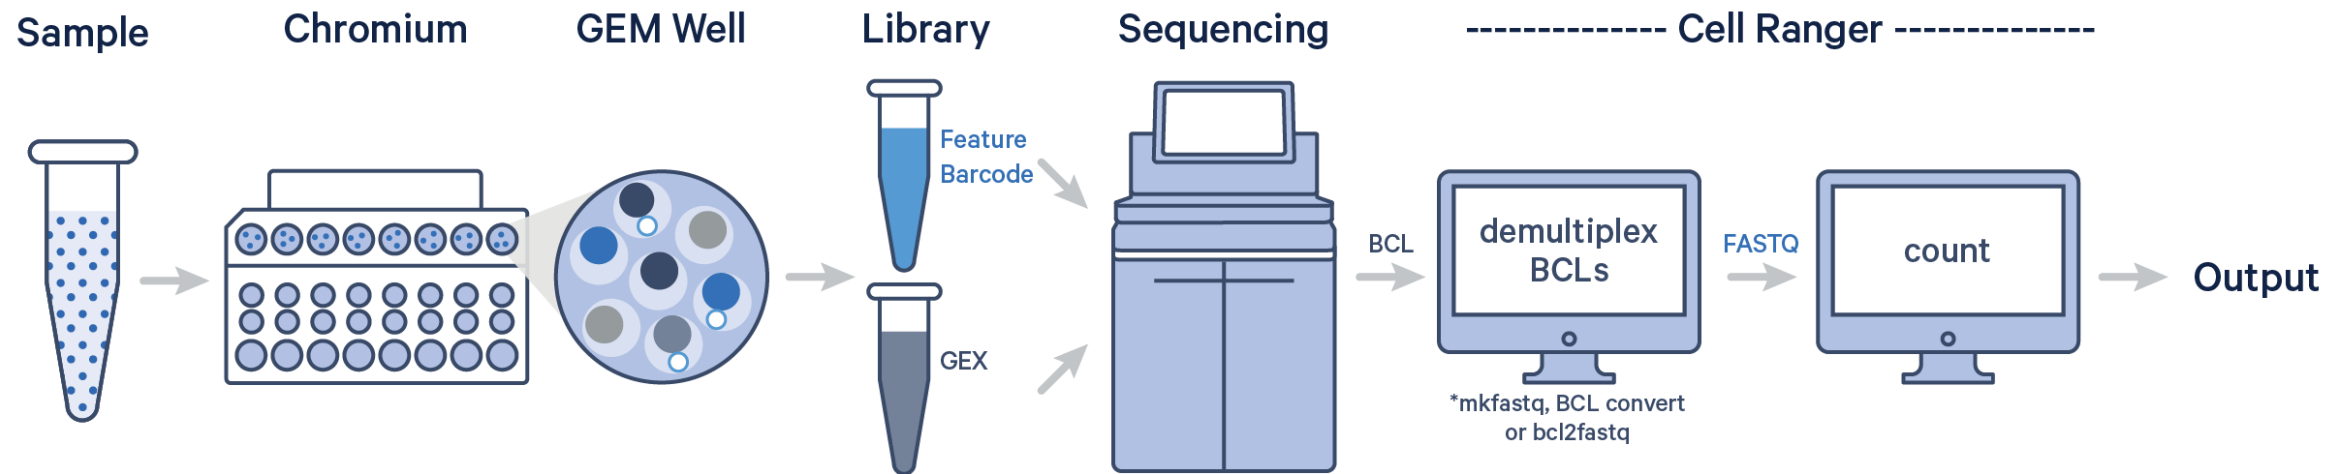 Sample
Chromium
GEM Well
Library
Sequencing
-------------- Cell Ranger --------------
Feature
Barcode
GEX
BCL
demultiplex
BCLs
*mkfastq, BCL convert
or bcl2fastq
FASTQ
count
Output